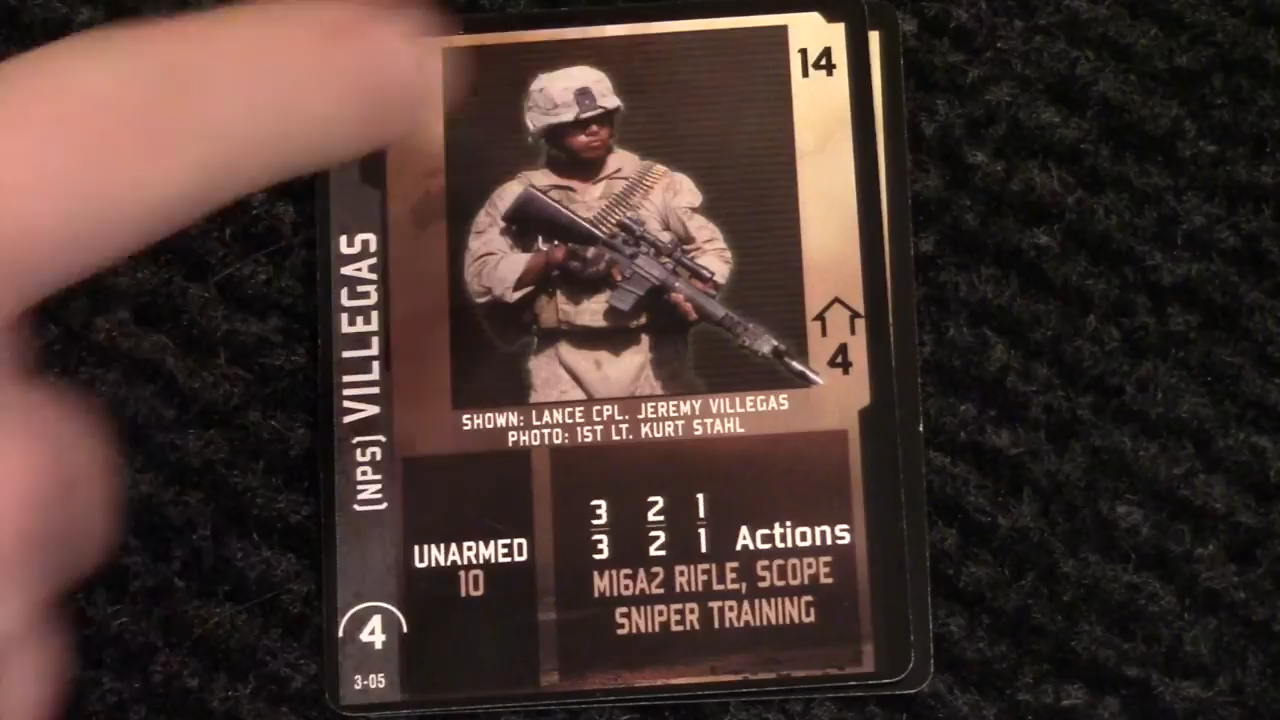 14
4
SHOWN: LANCE CPL. JEREMY VILLEGAS
PHOTO: 1ST LT. KURT STAHL
(NPS) VILLEGAS
3 2 1
3 2 1 Actions
UNARMED
10
M16A2 RIFLE, SCOPE
SNIPER TRAINING
4
3-05